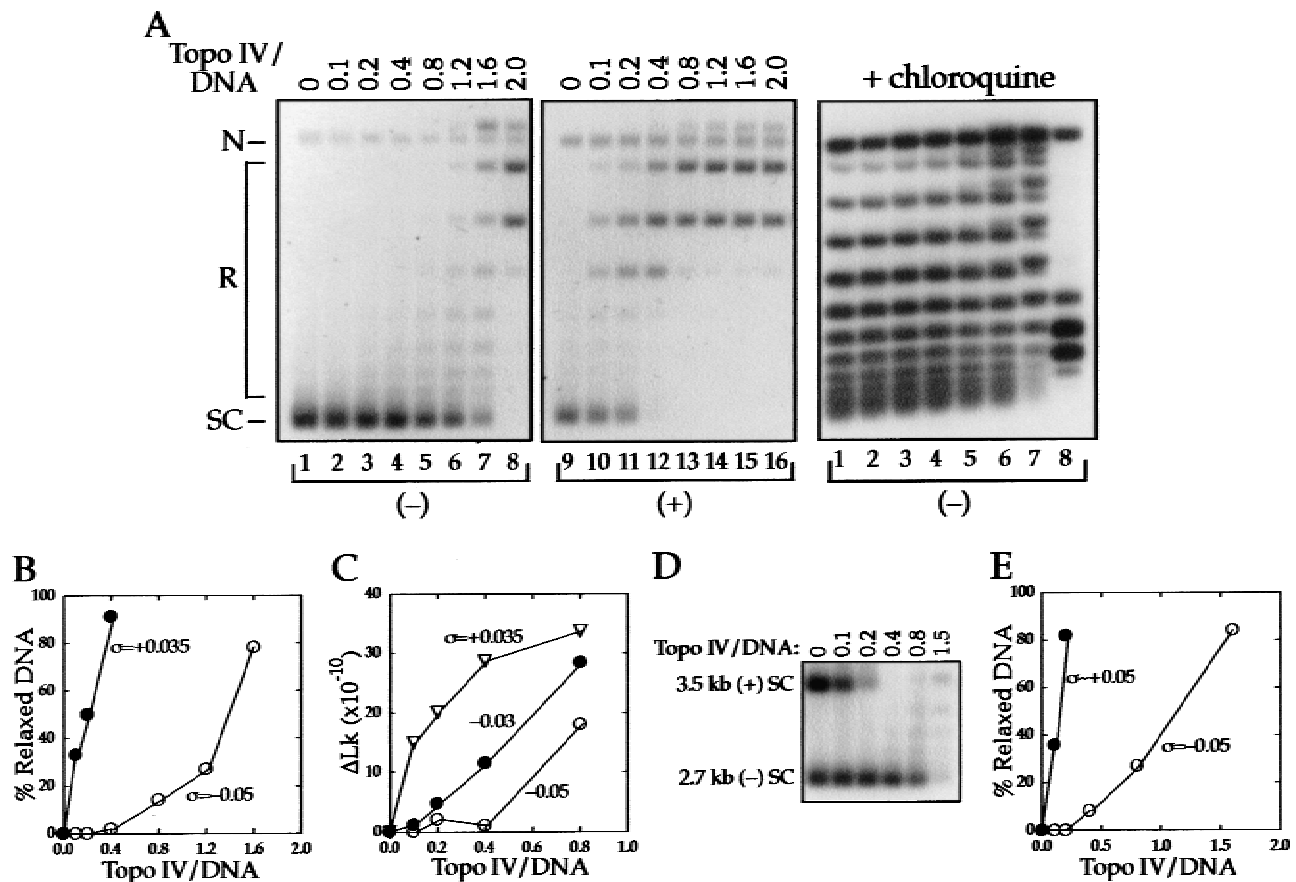 A
Topo IV/
DNA
0 0.1 0.2 0.4 0.8 1.2 1.6 2.0
0 0.1 0.2 0.4 0.8 1.2 1.6 2.0
+ chloroquine
N–
R
SC–
1 2 3 4 5 6 7 8
9 10 11 12 13 14 15 16
1 2 3 4 5 6 7 8
(–)
(+)
(–)
B
% Relaxed DNA
100
80
60
40
20
0
σ=+0.035
σ=–0.05
0.0 0.4 0.8 1.2 1.6 2.0
Topo IV/DNA
C
ΔLk (x10⁻¹⁰)
40
30
20
10
0
σ=+0.035
–0.03
–0.05
0.0 0.2 0.4 0.6 0.8 1.0
Topo IV/DNA
D
Topo IV/DNA:
0 0.1 0.2 0.4 0.8 1.5
3.5 kb (+) SC
2.7 kb (–) SC
E
% Relaxed DNA
100
80
60
40
20
0
σ~+0.05
σ=–0.05
0.0 0.5 1.0 1.5 2.0
Topo IV/DNA